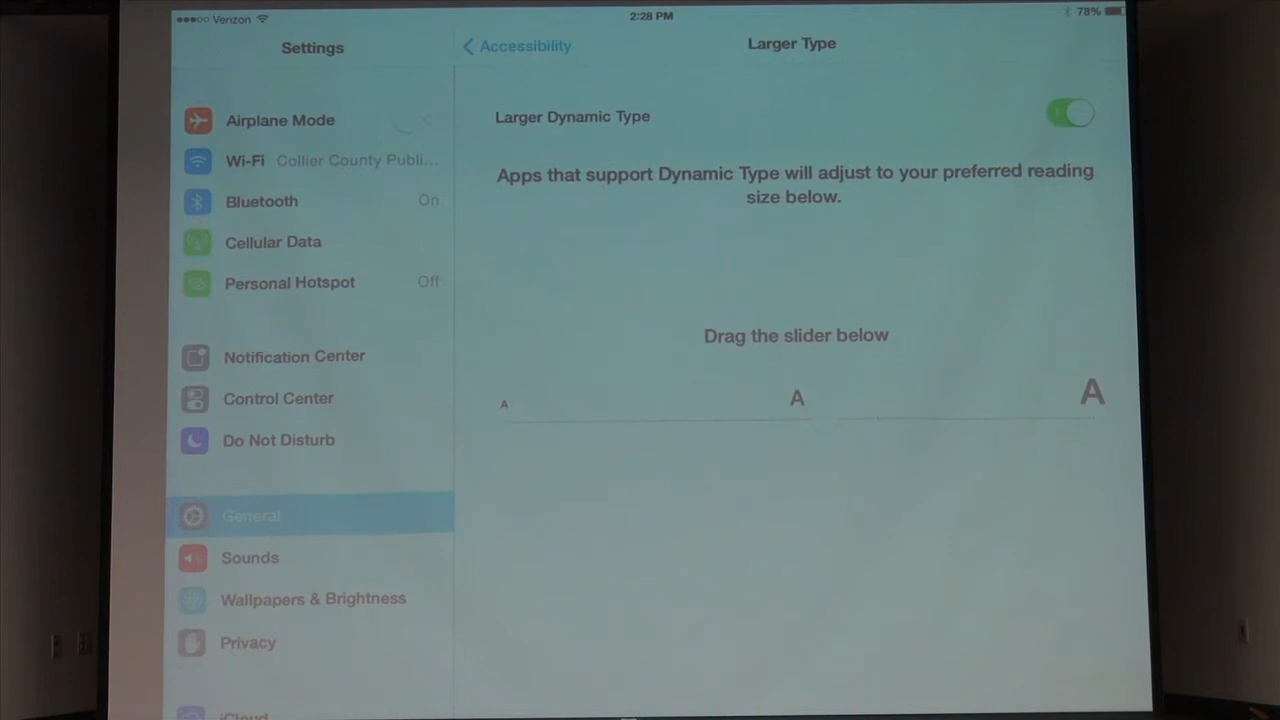 Verizon
2:28 PM
78%
Settings
Accessibility
Larger Type
Airplane Mode
Wi-Fi Collier County Publi...
Bluetooth On
Cellular Data
Personal Hotspot Off
Notification Center
Control Center
Do Not Disturb
General
Sounds
Wallpapers & Brightness
Privacy
iCloud
Larger Dynamic Type
Apps that support Dynamic Type will adjust to your preferred reading
size below.
Drag the slider below
A A A